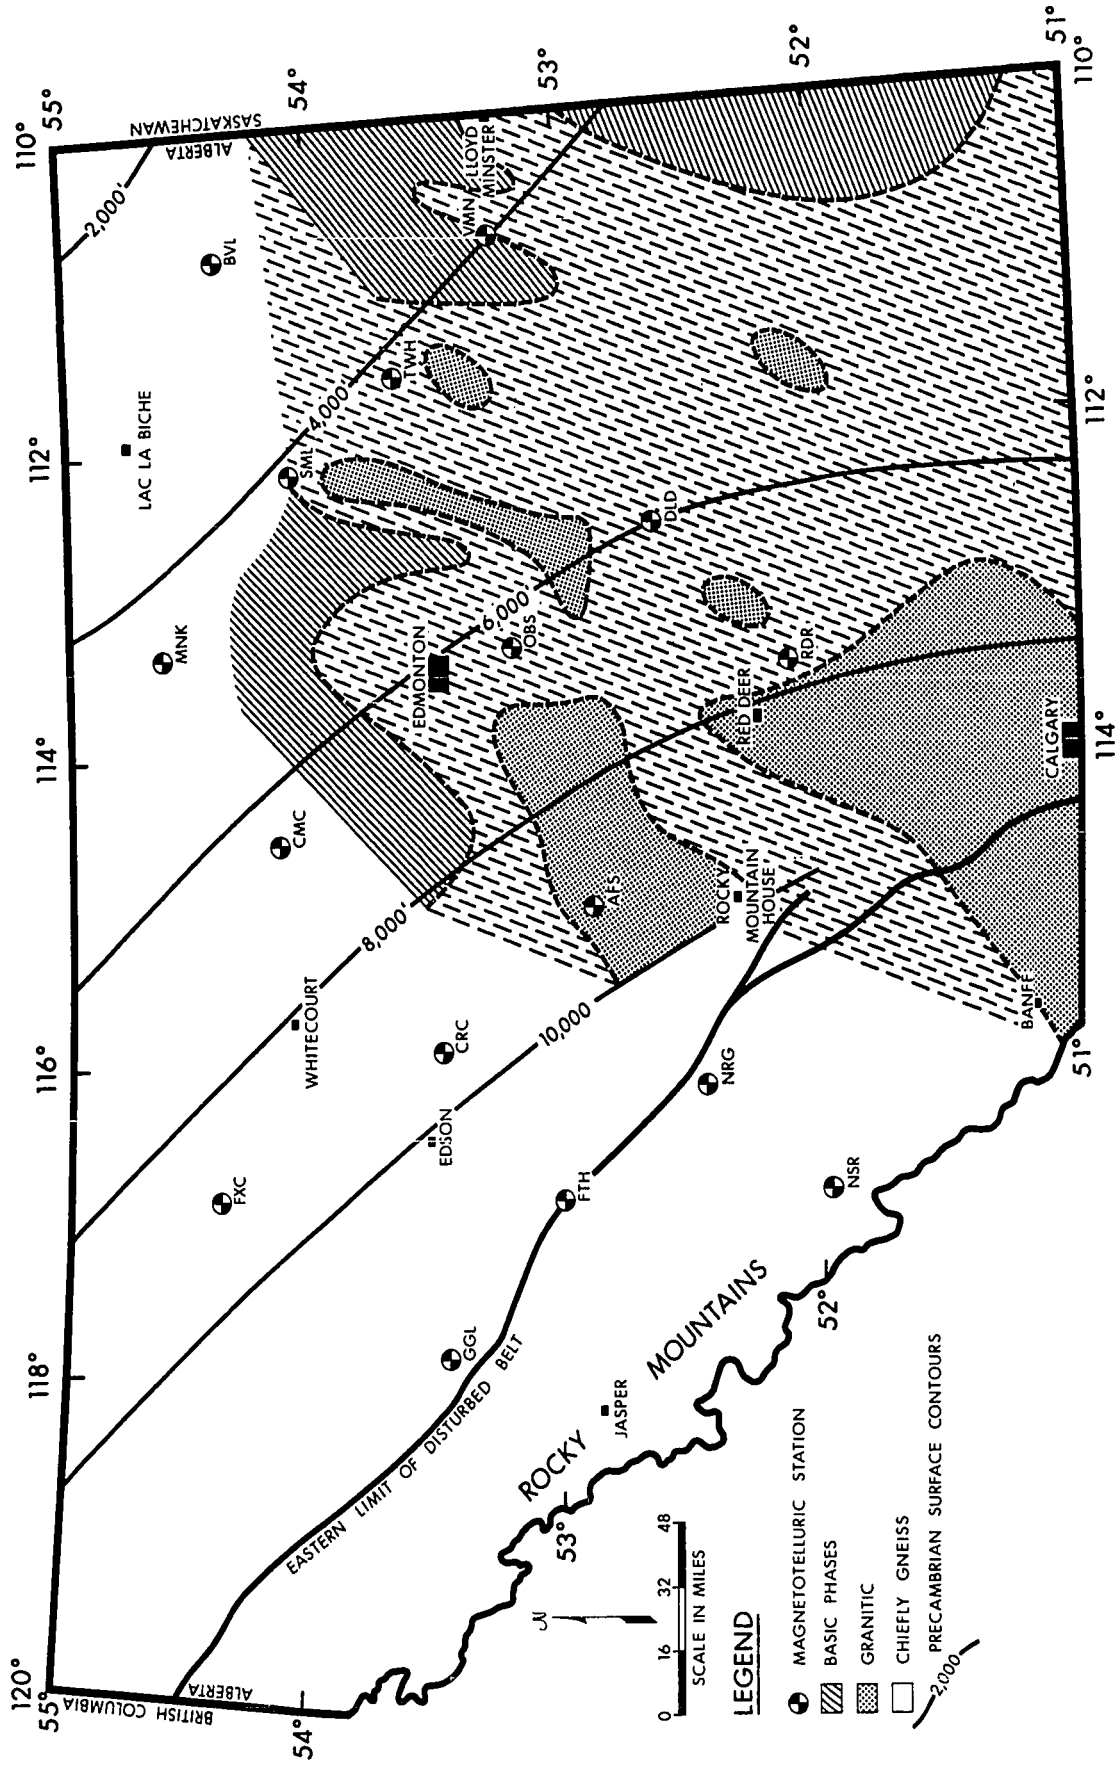 120°
118°
116°
114°
112°
110°
55°
55°
BRITISH COLUMBIA
ALBERTA
ALBERTA
SASKATCHEWAN
2,000'
54°
54°
LAC LA BICHE
MNK
BVL
FXC
WHITECOURT
CMC
SML
4,000'
TWH
VMN
LLOYD
MINSTER
8,000'
EASTERN LIMIT OF DISTURBED BELT
GGL
EDSON
CRC
EDMONTON
6,000
OBS
53°
53°
10,000
FTH
AFS
DLD
ROCKY MOUNTAINS
JASPER
NRG
ROCKY
MOUNTAIN
HOUSE
RED DEER
RDR
52°
52°
NSR
BANFF
CALGARY
51°
51°
114°
112°
110°
N
0 16 32 48
SCALE IN MILES
LEGEND
MAGNETOTELLURIC STATION
BASIC PHASES
GRANITIC
CHIEFLY GNEISS
2,000
PRECAMBRIAN SURFACE CONTOURS